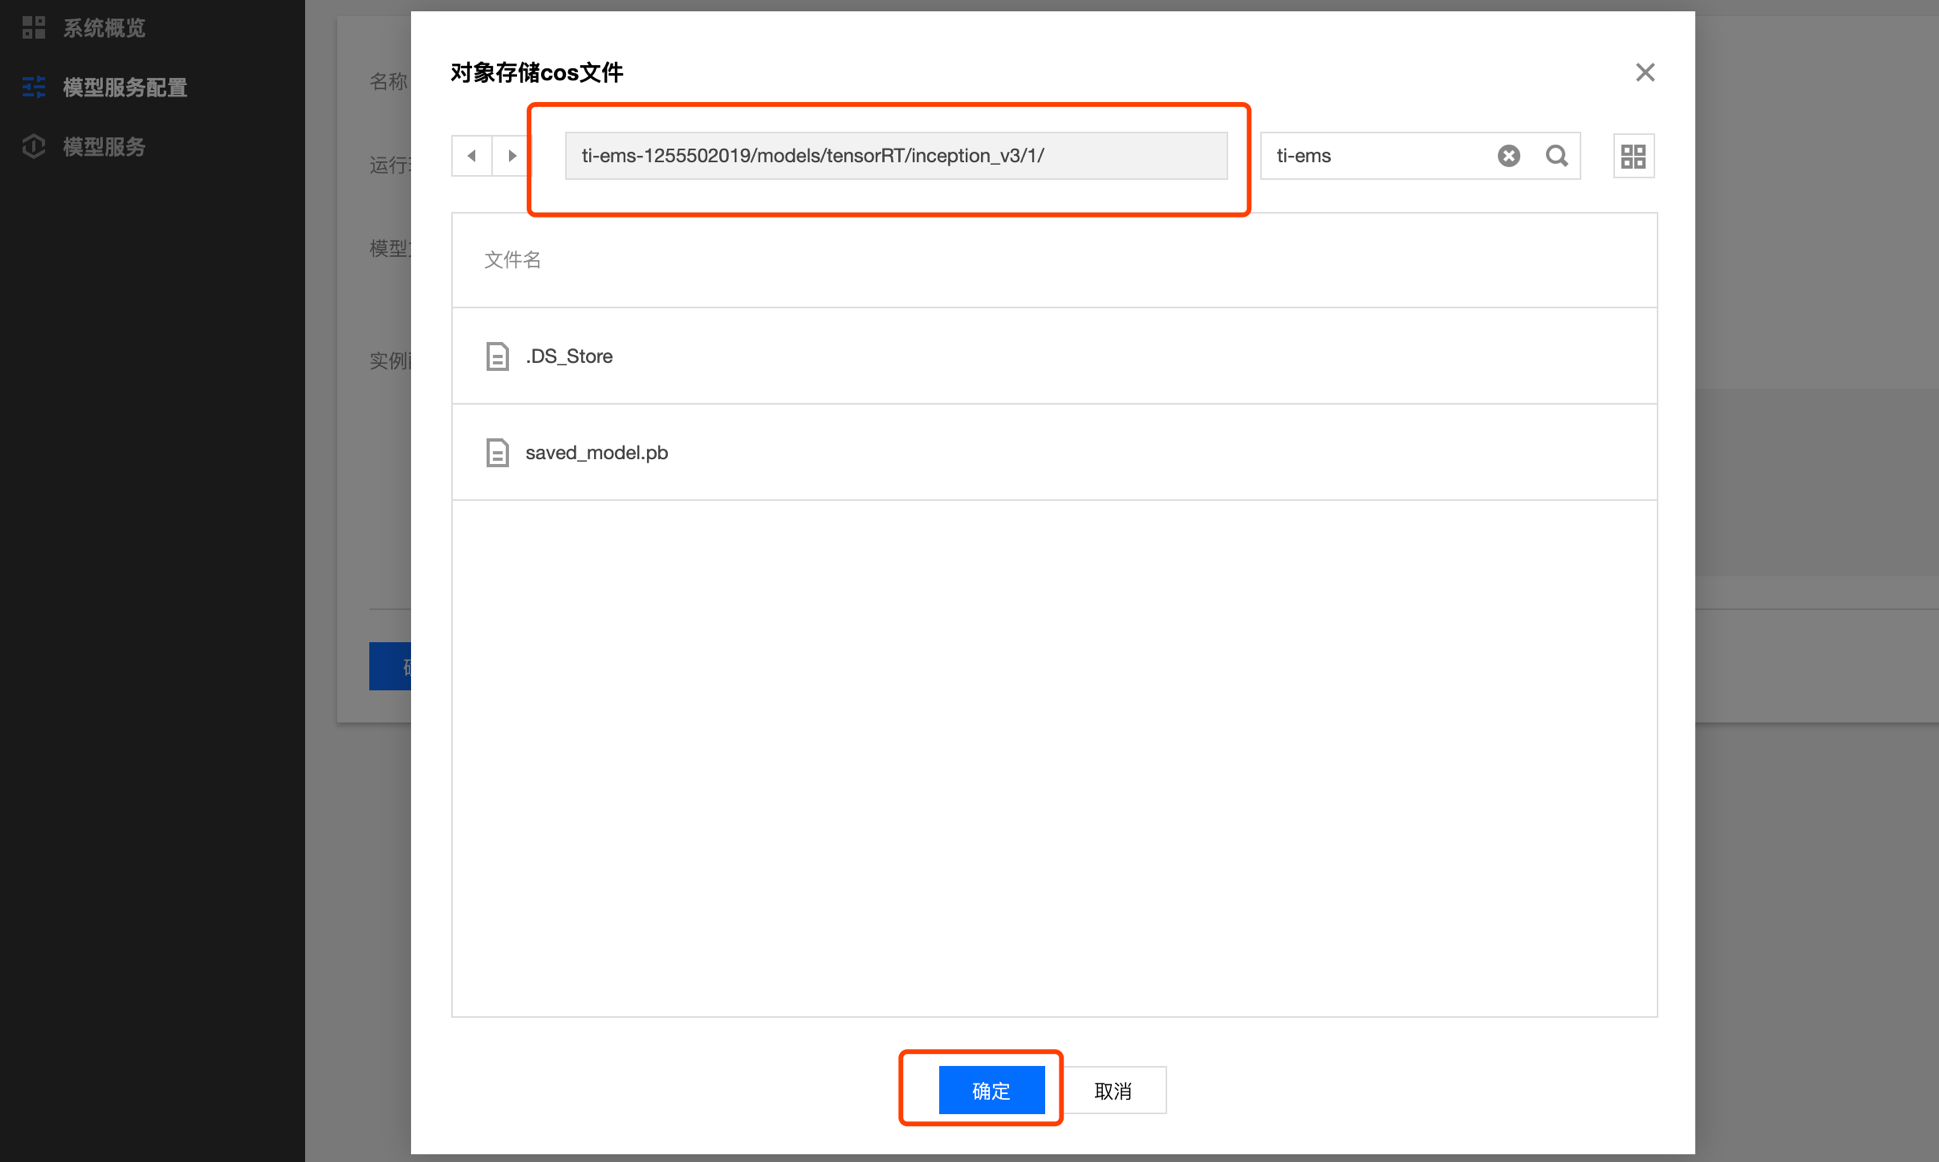 系统概览
模型服务配置
模型服务
名称
运行
模型
实例
对象存储cos文件
ti-ems-1255502019/models/tensorRT/inception_v3/1/
ti-ems
文件名
.DS_Store
saved_model.pb
确定
取消